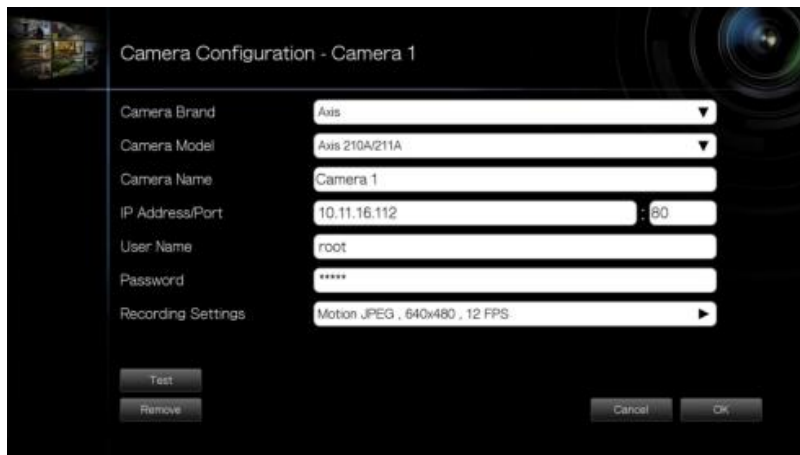 Camera Configuration - Camera 1
Camera Brand Axis
Camera Model Axis 210A/211A
Camera Name Camera 1
IP Address/Port 10.11.16.112 : 80
User Name root
Password *****
Recording Settings Motion JPEG , 640x480 , 12 FPS
Test
Remove Cancel OK